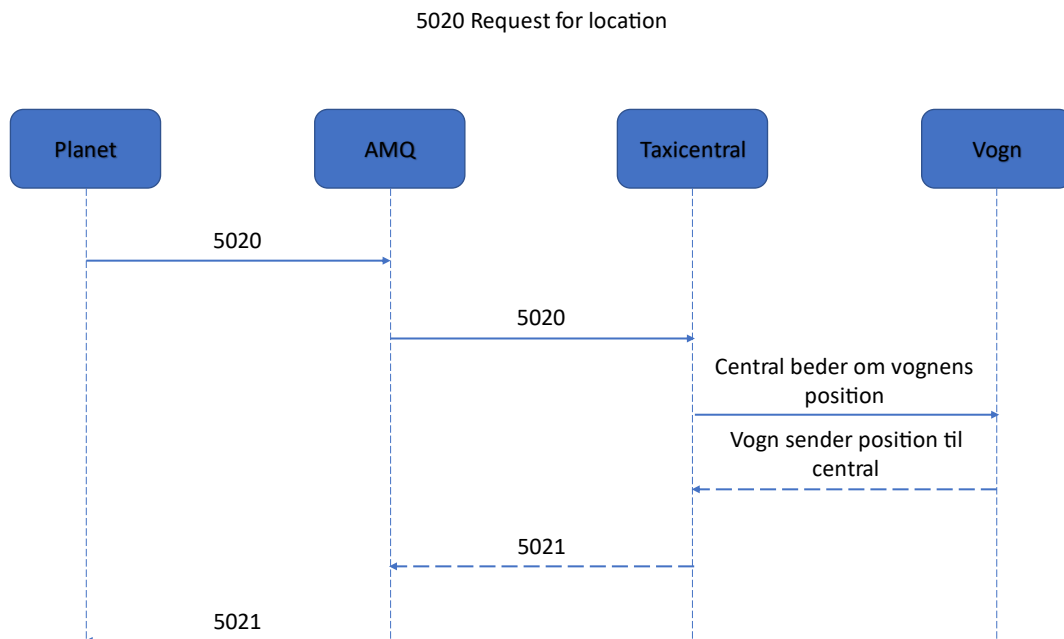 5020 Request for location
Planet
AMQ
Taxicentral
Vogn
5020
5020
Central beder om vognens
position
Vogn sender position til
central
5021
5021